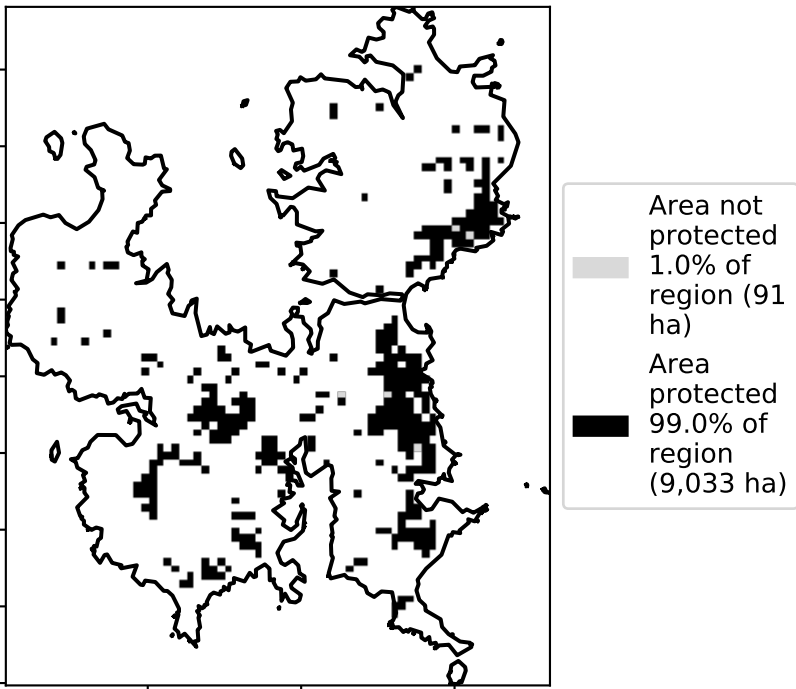 Area not
protected
1.0% of
region (91
ha)
Area
protected
99.0% of
region
(9,033 ha)